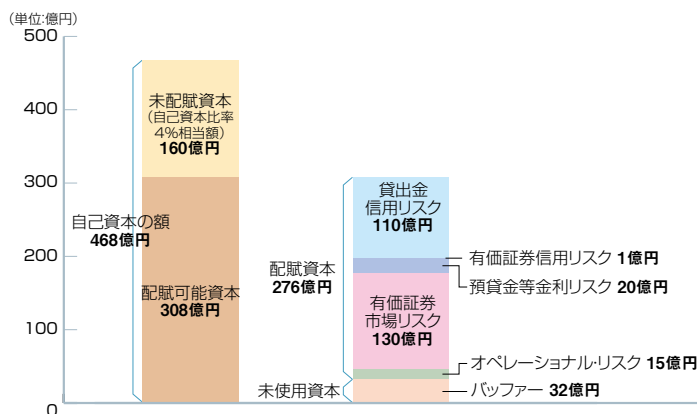 (単位:億円)
500
400
300
200
100
0
未配賦資本
(自己資本比率
4%相当額)
160億円
自己資本の額
468億円
配賦可能資本
308億円
貸出金
信用リスク
110億円
有価証券信用リスク 1億円
預貸金等金利リスク 20億円
配賦資本
276億円
有価証券
市場リスク
130億円
オペレーショナル・リスク 15億円
未使用資本
バッファー 32億円